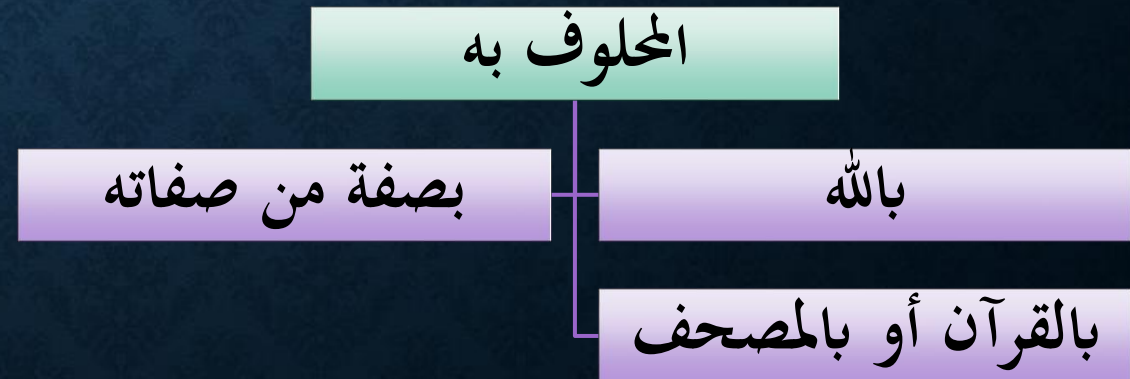 المحلوف به
بالله
بصفة من صفاته
بالقرآن أو بالمصحف